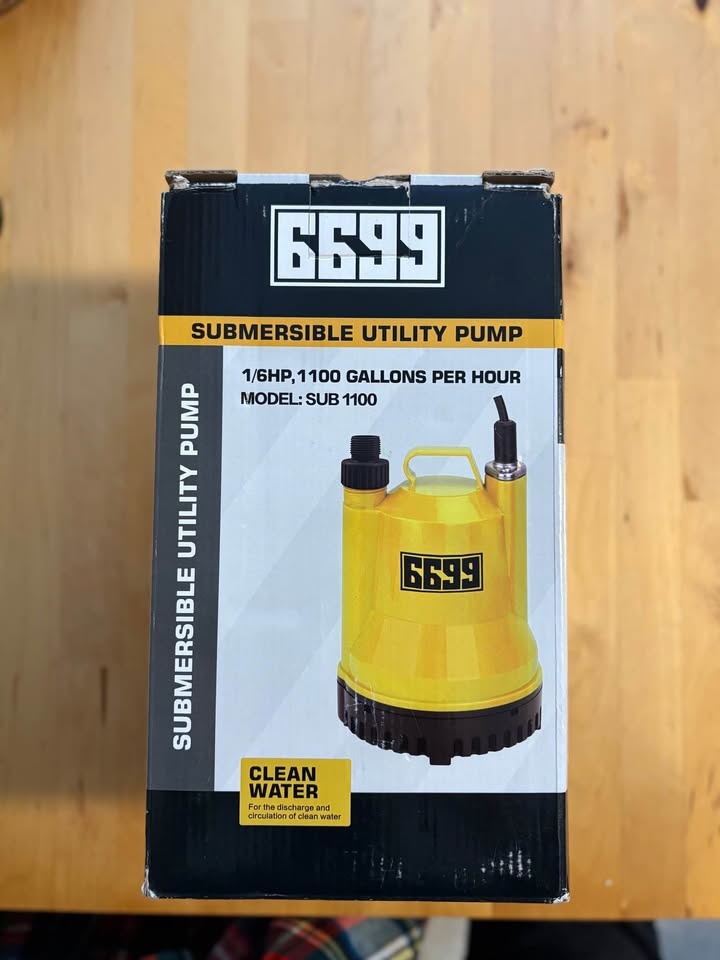 6699
SUBMERSIBLE UTILITY PUMP
1/6HP,1100 GALLONS PER HOUR
MODEL: SUB 1100
SUBMERSIBLE UTILITY PUMP
6699
CLEAN
WATER
For the discharge and
circulation of clean water